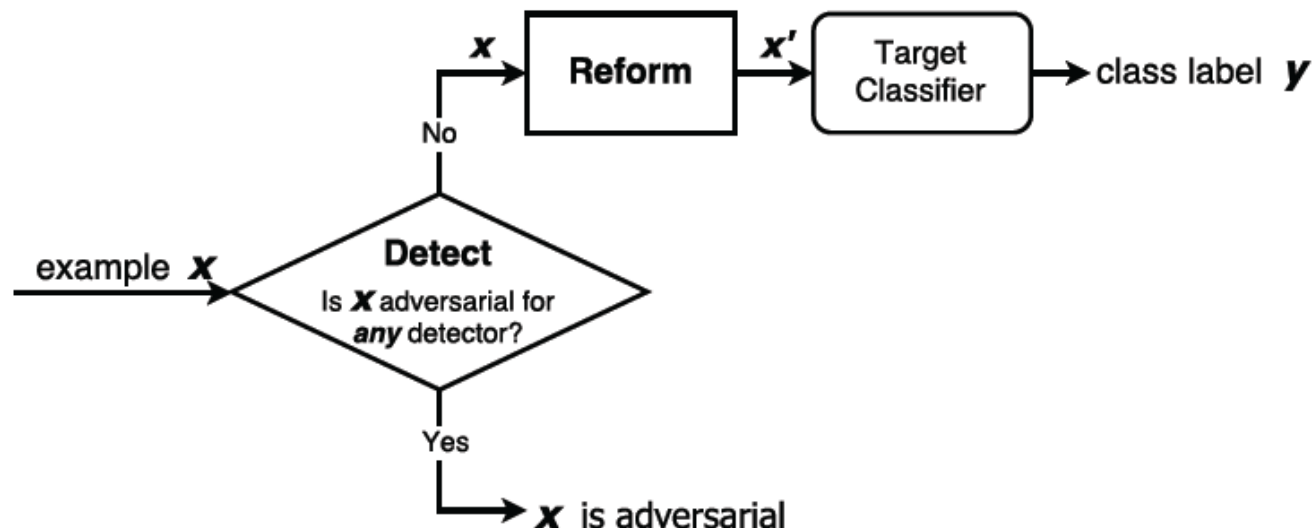 x
Reform
x'
Target
Classifier
class label y
No
example x
Detect
Is x adversarial for
any detector?
Yes
x is adversarial